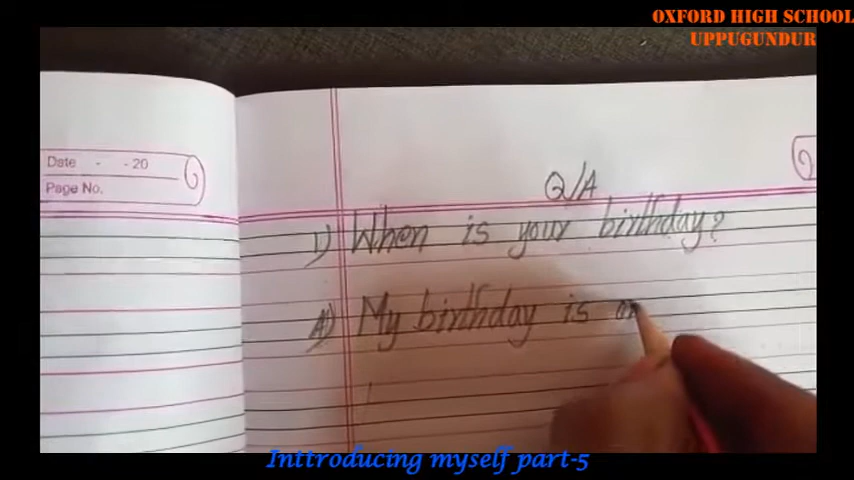 OXFORD HIGH SCHOOL
UPPUGUNDUR
Date - - 20
Page No.
Q/A
1) When is your birthday?
A) My birthday is on
Inttroducing myself part-5